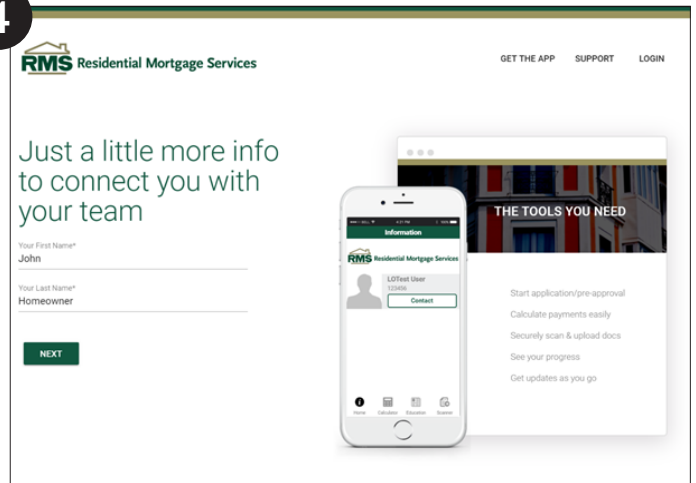 4
RMS Residential Mortgage Services
GET THE APP SUPPORT LOGIN
Just a little more info
to connect you with
your team
Your First Name*
John
Your Last Name*
Homeowner
NEXT
4:21 PM
Information
RMS Residential Mortgage Services
LOTest User
123456
Contact
Home Calculator Education Scanner
THE TOOLS YOU NEED
Start application/pre-approval
Calculate payments easily
Securely scan & upload docs
See your progress
Get updates as you go